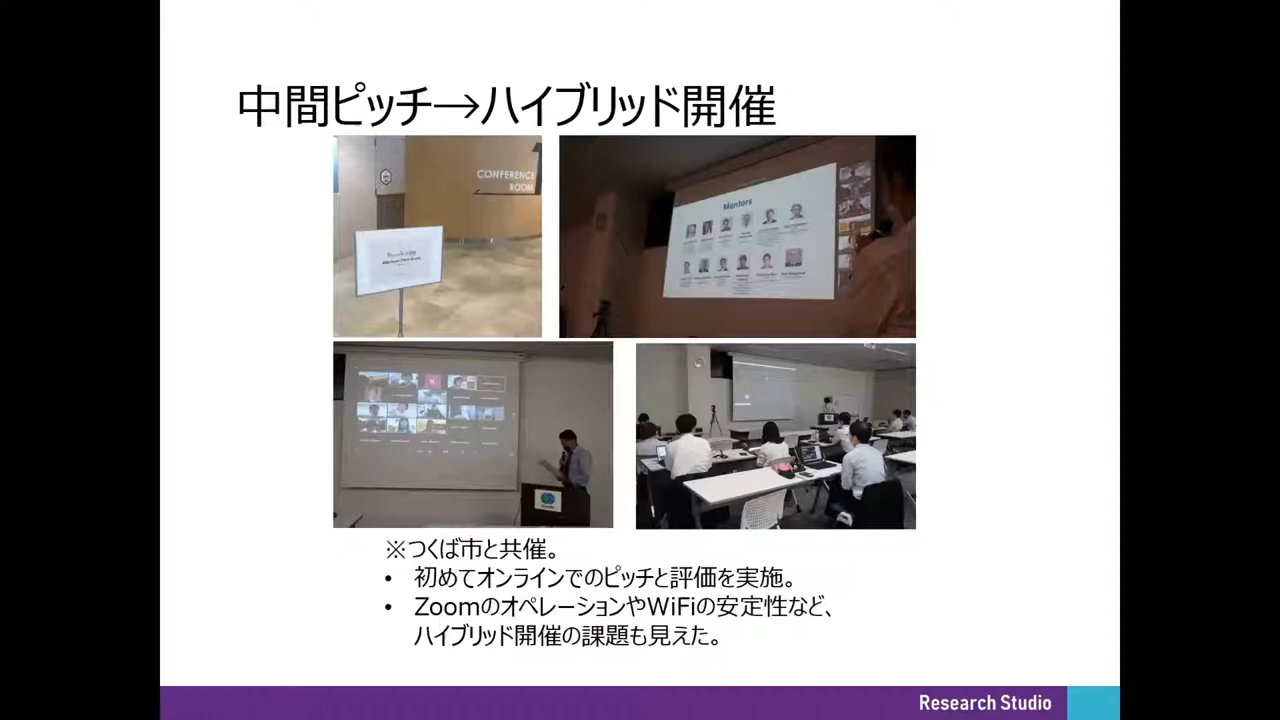 中間ピッチ→ハイブリッド開催
CONFERENCE
ROOM
Mentors
K
※つくば市と共催。
• 初めてオンラインでのピッチと評価を実施。
• ZoomのオペレーションやWiFiの安定性など、
ハイブリッド開催の課題も見えた。
Research Studio